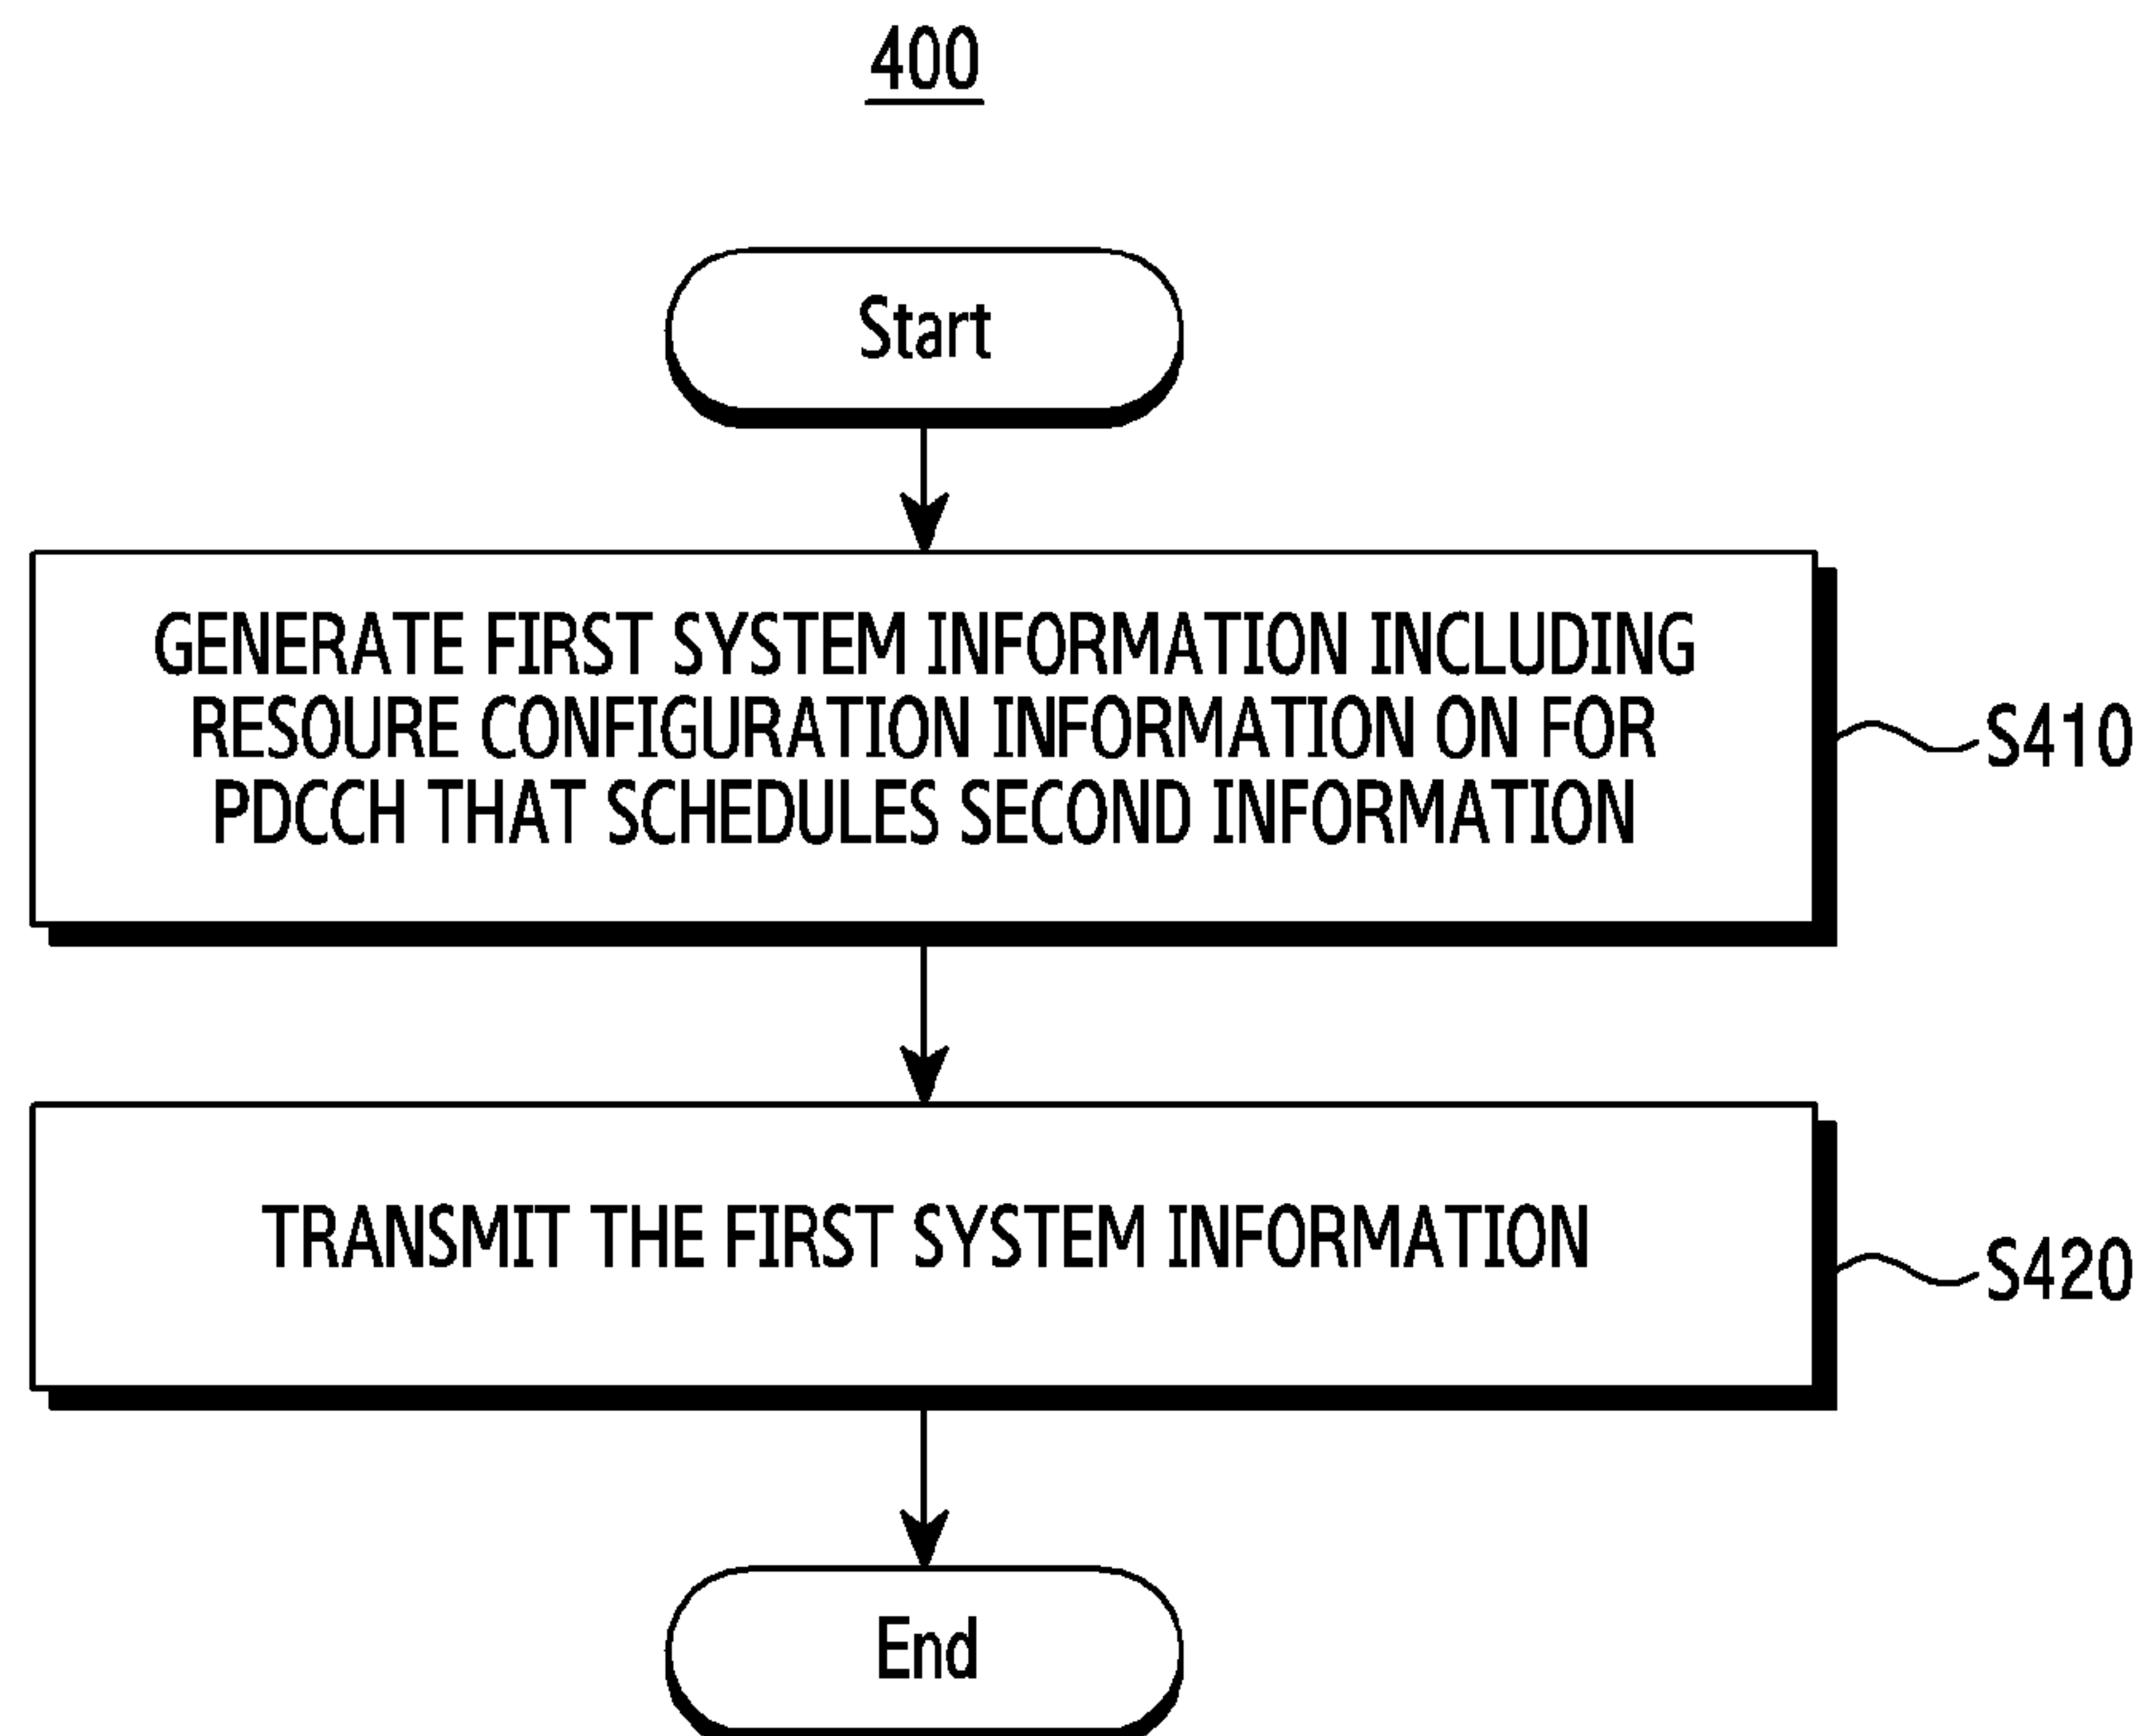 400
Start
GENERATE FIRST SYSTEM INFORMATION INCLUDING
RESOURE CONFIGURATION INFORMATION ON FOR
PDCCH THAT SCHEDULES SECOND INFORMATION
S410
TRANSMIT THE FIRST SYSTEM INFORMATION
S420
End